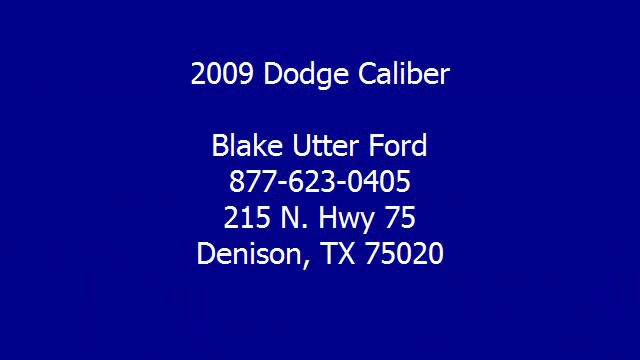 2009 Dodge Caliber
Blake Utter Ford
877-623-0405
215 N. Hwy 75
Denison, TX 75020